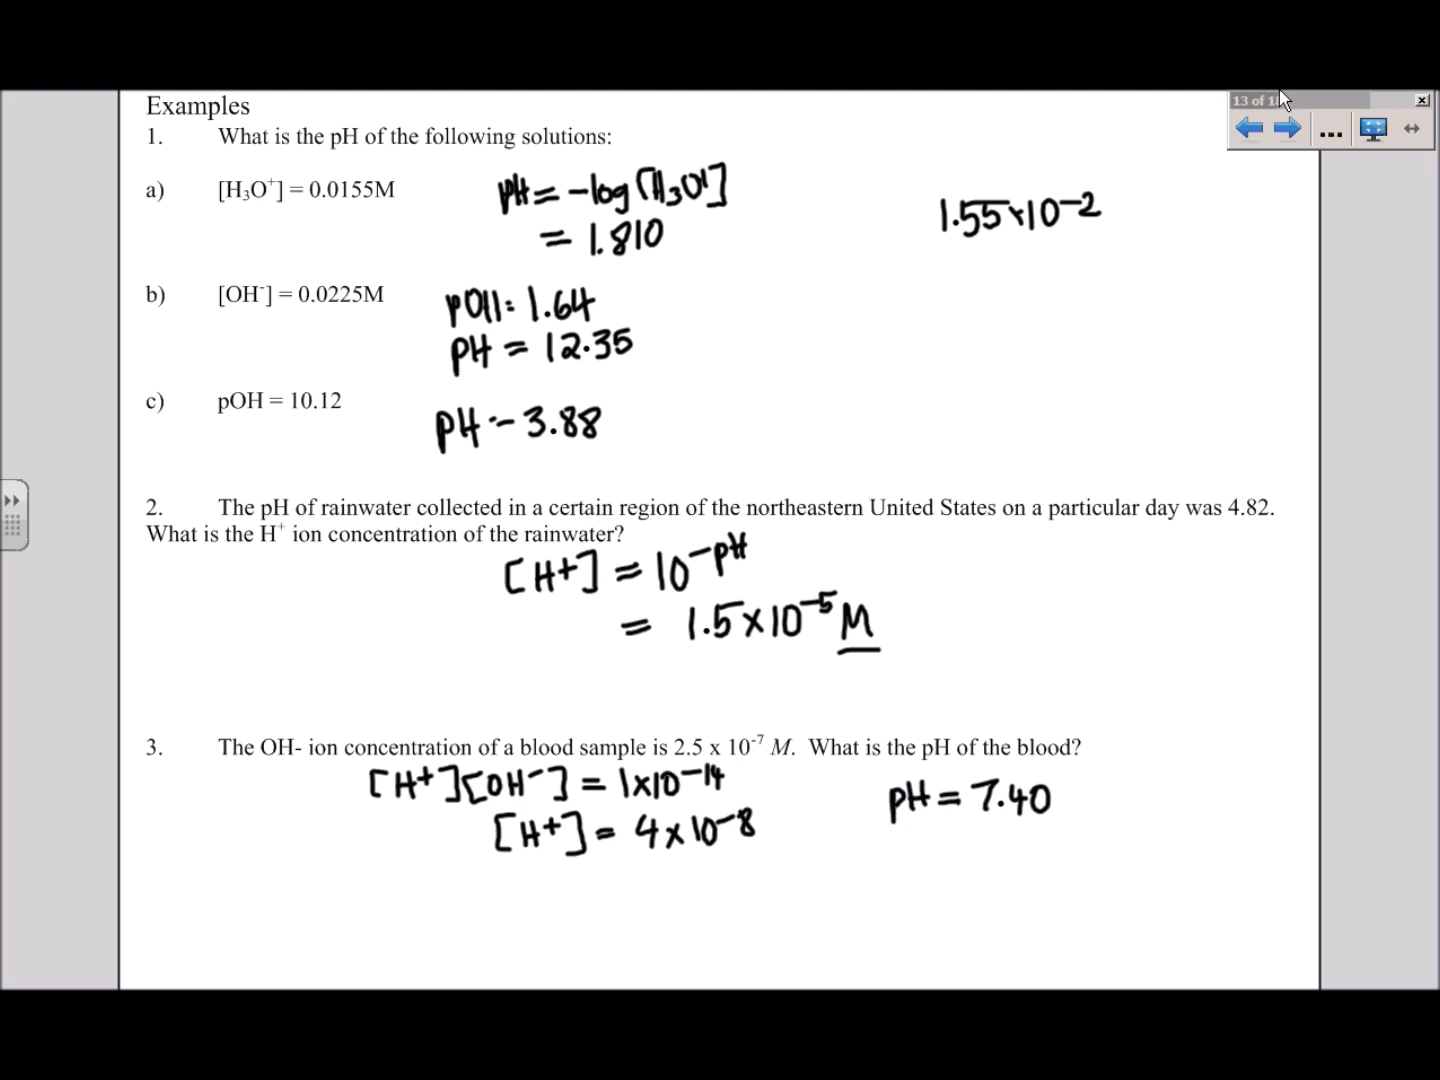 Examples
1. What is the pH of the following solutions:
a) [H₃O⁺] = 0.0155M
pH = -log[H₃O⁺]
= 1.810
1.55×10⁻²
b) [OH⁻] = 0.0225M
pOH = 1.64
pH = 12.35
c) pOH = 10.12
pH = 3.88
2. The pH of rainwater collected in a certain region of the northeastern United States on a particular day was 4.82.
What is the H⁺ ion concentration of the rainwater?
[H+] = 10⁻ᵖᴴ
= 1.5×10⁻⁵ M
3. The OH- ion concentration of a blood sample is 2.5 x 10⁻⁷ M. What is the pH of the blood?
[H⁺][OH⁻] = 1×10⁻¹⁴
[H⁺] = 4×10⁻⁸
pH = 7.40
13 of 1